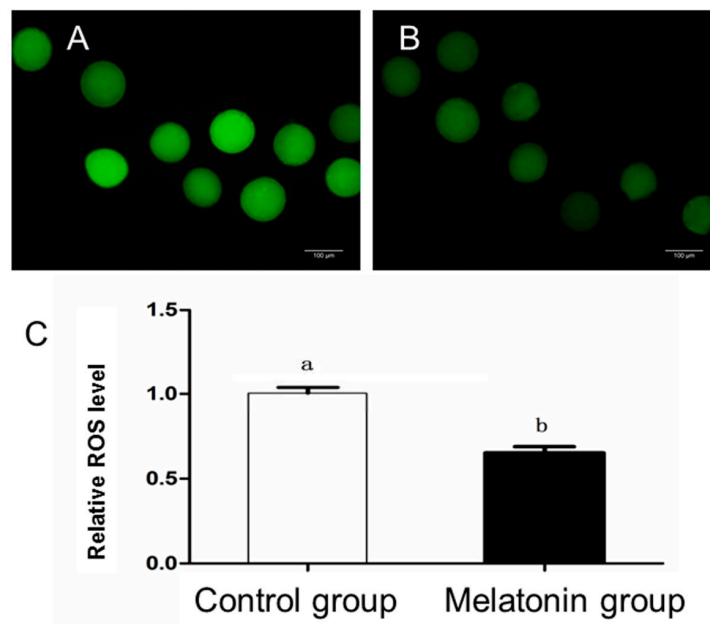 A
B
100 µm
100 µm
C
Relative ROS level
1.5
1.0
0.5
0.0
a
b
Control group
Melatonin group